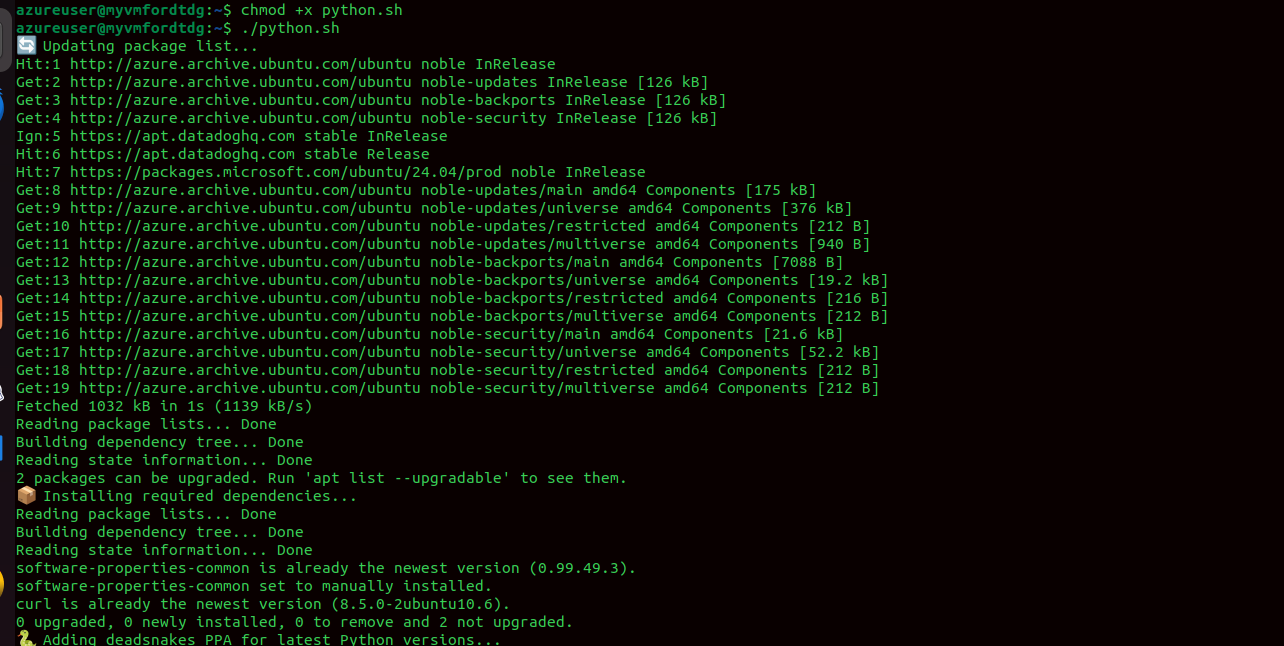 azureuser@myvmfordtdg:~$ chmod +x python.sh
azureuser@myvmfordtdg:~$ ./python.sh
🔄 Updating package list...
Hit:1 http://azure.archive.ubuntu.com/ubuntu noble InRelease
Get:2 http://azure.archive.ubuntu.com/ubuntu noble-updates InRelease [126 kB]
Get:3 http://azure.archive.ubuntu.com/ubuntu noble-backports InRelease [126 kB]
Get:4 http://azure.archive.ubuntu.com/ubuntu noble-security InRelease [126 kB]
Ign:5 https://apt.datadoghq.com stable InRelease
Hit:6 https://apt.datadoghq.com stable Release
Hit:7 https://packages.microsoft.com/ubuntu/24.04/prod noble InRelease
Get:8 http://azure.archive.ubuntu.com/ubuntu noble-updates/main amd64 Components [175 kB]
Get:9 http://azure.archive.ubuntu.com/ubuntu noble-updates/universe amd64 Components [376 kB]
Get:10 http://azure.archive.ubuntu.com/ubuntu noble-updates/restricted amd64 Components [212 B]
Get:11 http://azure.archive.ubuntu.com/ubuntu noble-updates/multiverse amd64 Components [940 B]
Get:12 http://azure.archive.ubuntu.com/ubuntu noble-backports/main amd64 Components [7088 B]
Get:13 http://azure.archive.ubuntu.com/ubuntu noble-backports/universe amd64 Components [19.2 kB]
Get:14 http://azure.archive.ubuntu.com/ubuntu noble-backports/restricted amd64 Components [216 B]
Get:15 http://azure.archive.ubuntu.com/ubuntu noble-backports/multiverse amd64 Components [212 B]
Get:16 http://azure.archive.ubuntu.com/ubuntu noble-security/main amd64 Components [21.6 kB]
Get:17 http://azure.archive.ubuntu.com/ubuntu noble-security/universe amd64 Components [52.2 kB]
Get:18 http://azure.archive.ubuntu.com/ubuntu noble-security/restricted amd64 Components [212 B]
Get:19 http://azure.archive.ubuntu.com/ubuntu noble-security/multiverse amd64 Components [212 B]
Fetched 1032 kB in 1s (1139 kB/s)
Reading package lists... Done
Building dependency tree... Done
Reading state information... Done
2 packages can be upgraded. Run 'apt list --upgradable' to see them.
📦 Installing required dependencies...
Reading package lists... Done
Building dependency tree... Done
Reading state information... Done
software-properties-common is already the newest version (0.99.49.3).
software-properties-common set to manually installed.
curl is already the newest version (8.5.0-2ubuntu10.6).
0 upgraded, 0 newly installed, 0 to remove and 2 not upgraded.
🐍 Adding deadsnakes PPA for latest Python versions...